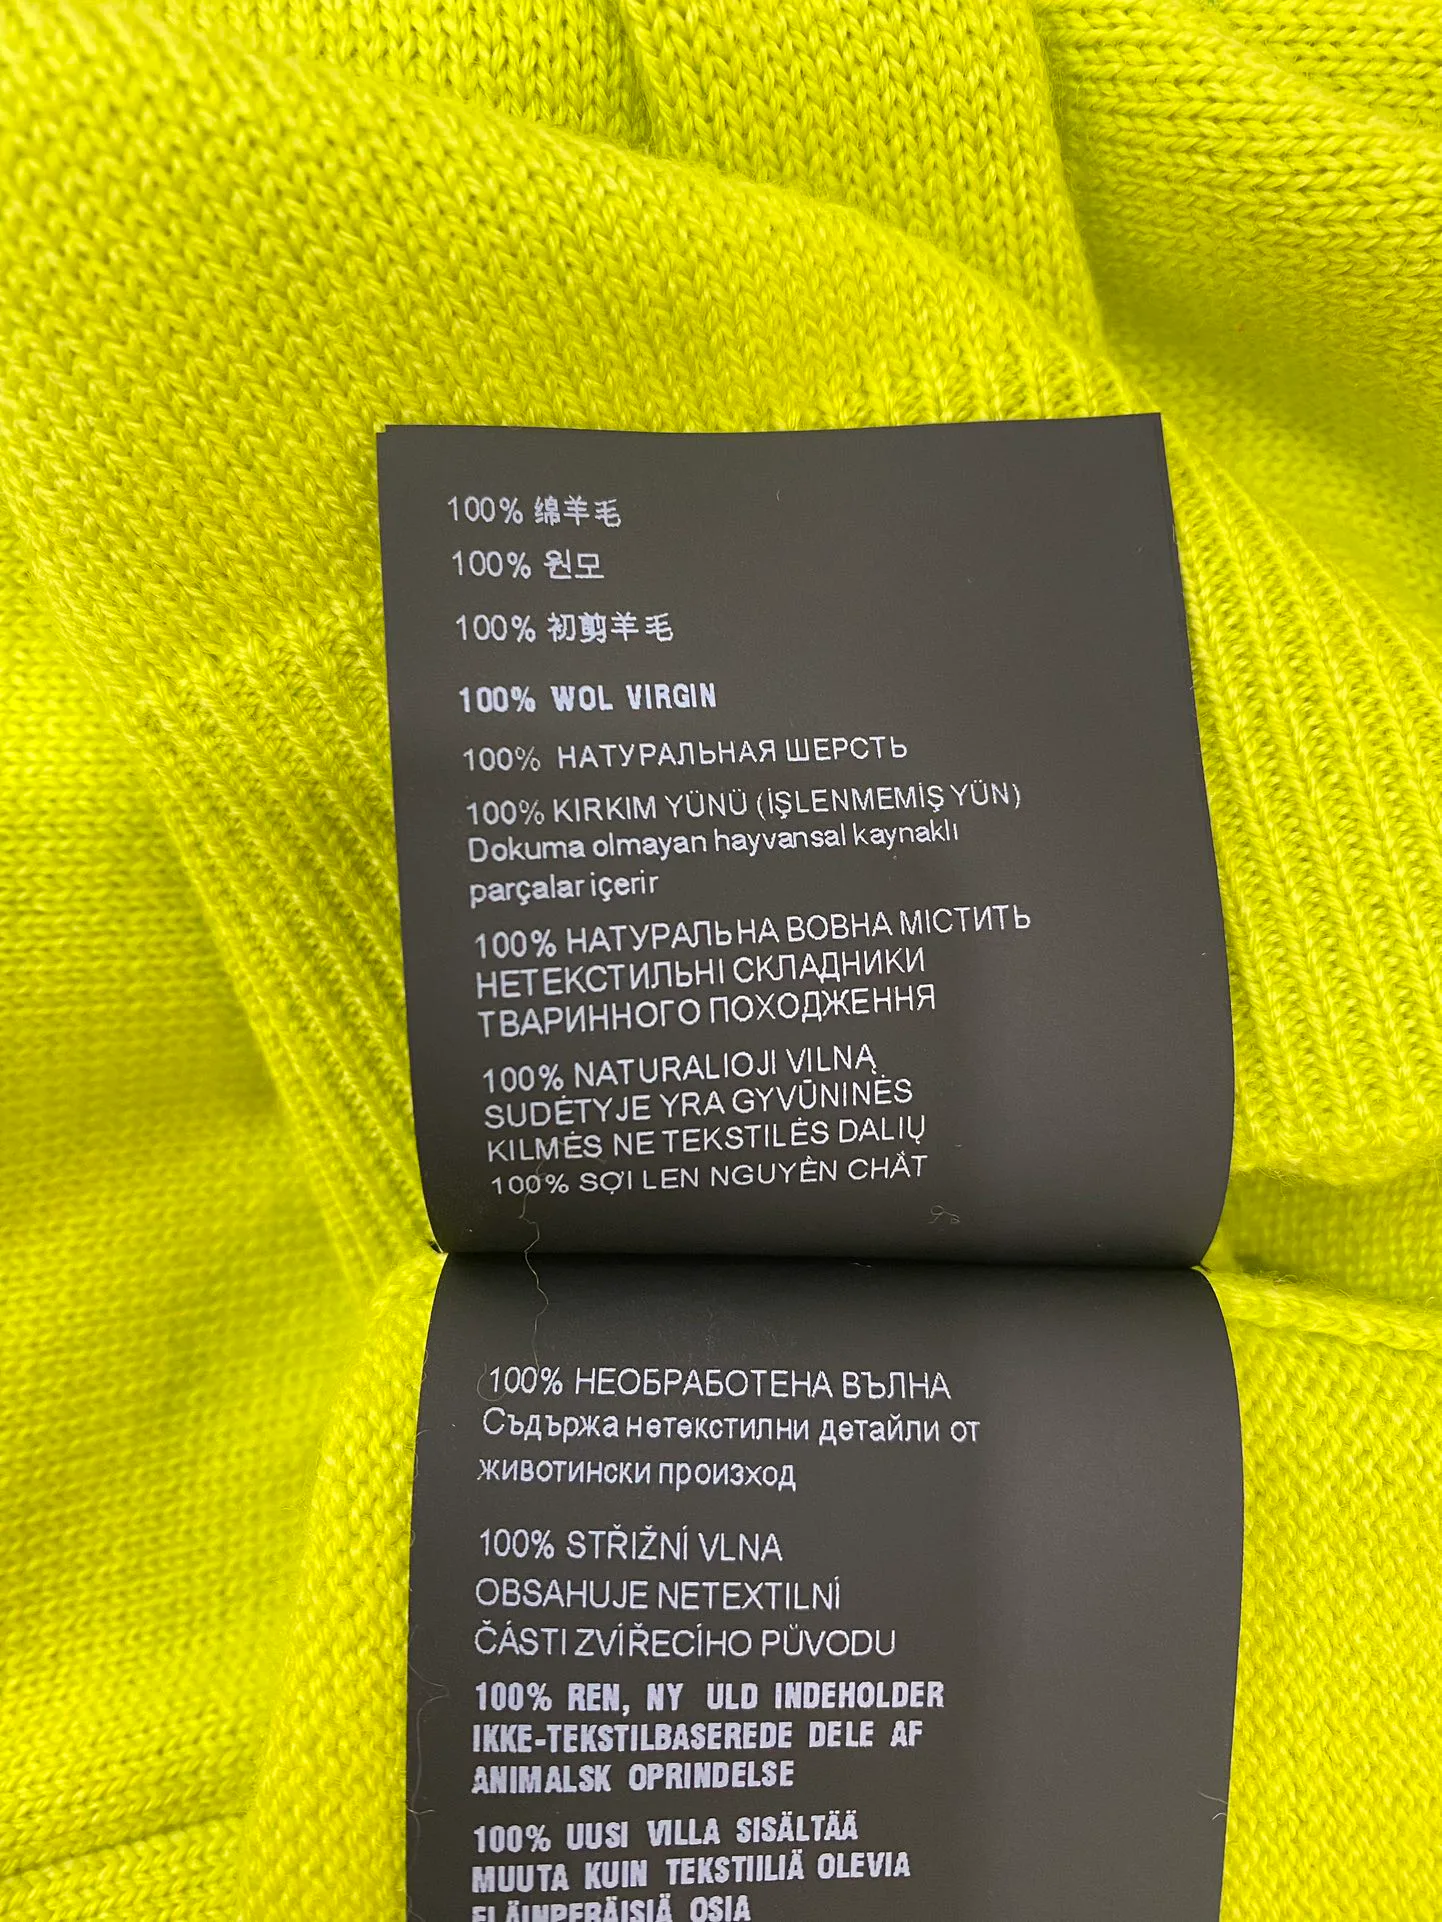 100% 绵羊毛
100% 원모
100% 初剪羊毛
100% WOL VIRGIN
100% НАТУРАЛЬНАЯ ШЕРСТЬ
100% KIRKIM YÜNÜ (İŞLENMEMİŞ YÜN)
Dokuma olmayan hayvansal kaynaklı
parçalar içerir
100% НАТУРАЛЬНА ВОВНА МІСТИТЬ
НЕТЕКСТИЛЬНІ СКЛАДНИКИ
ТВАРИННОГО ПОХОДЖЕННЯ
100% NATURALIOJI VILNĄ
SUDĖTYJE YRA GYVŪNINĖS
KILMĖS NE TEKSTILĖS DALIŲ
100% SỢI LEN NGUYÊN CHẤT
100% НЕОБРАБОТЕНА ВЪЛНА
Съдържа нетекстилни детайли от
животински произход
100% STŘIŽNÍ VLNA
OBSAHUJE NETEXTILNÍ
ČÁSTI ZVÍŘECÍHO PŮVODU
100% REN, NY ULD INDEHOLDER
IKKE-TEKSTILBASEREDE DELE AF
ANIMALSK OPRINDELSE
100% UUSI VILLA SISÄLTÄÄ
MUUTA KUIN TEKSTIILIÄ OLEVIA
ELÄINPERÄISIÄ OSIA